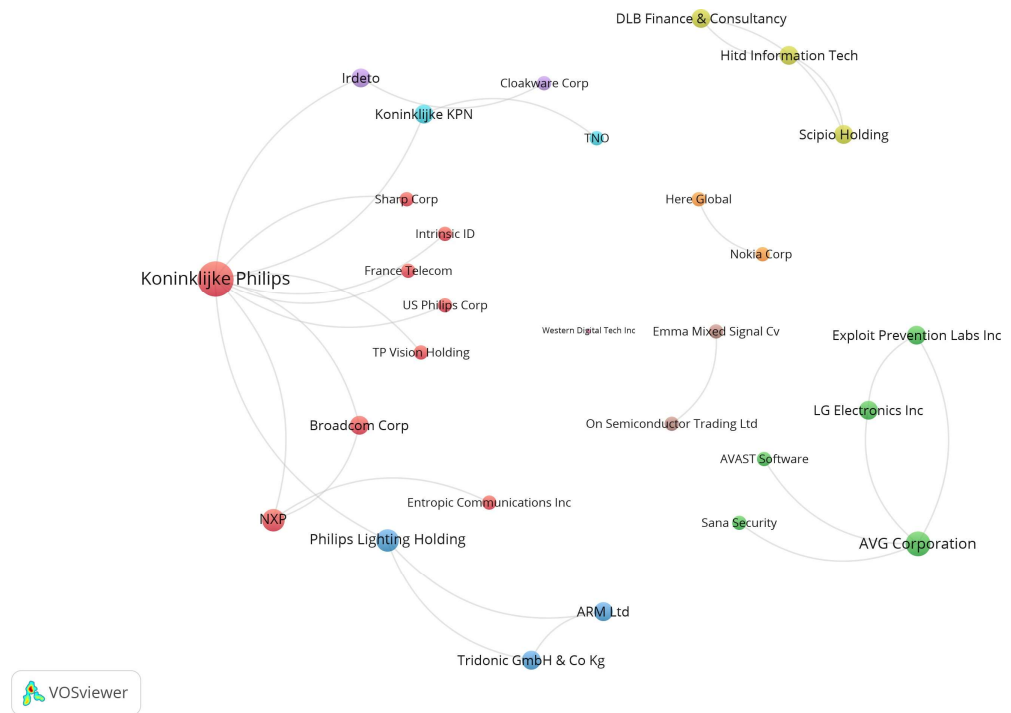 DLB Finance & Consultancy
Hitd Information Tech
Irdeto
Cloakware Corp
Koninklijke KPN
Scipio Holding
TNO
Sharp Corp
Here Global
Intrinsic ID
Nokia Corp
France Telecom
Koninklijke Philips
US Philips Corp
Western Digital Tech Inc
Emma Mixed Signal Cv
Exploit Prevention Labs Inc
TP Vision Holding
LG Electronics Inc
On Semiconductor Trading Ltd
Broadcom Corp
AVAST Software
Entropic Communications Inc
NXP
Sana Security
Philips Lighting Holding
AVG Corporation
ARM Ltd
Tridonic GmbH & Co Kg
VOSviewer